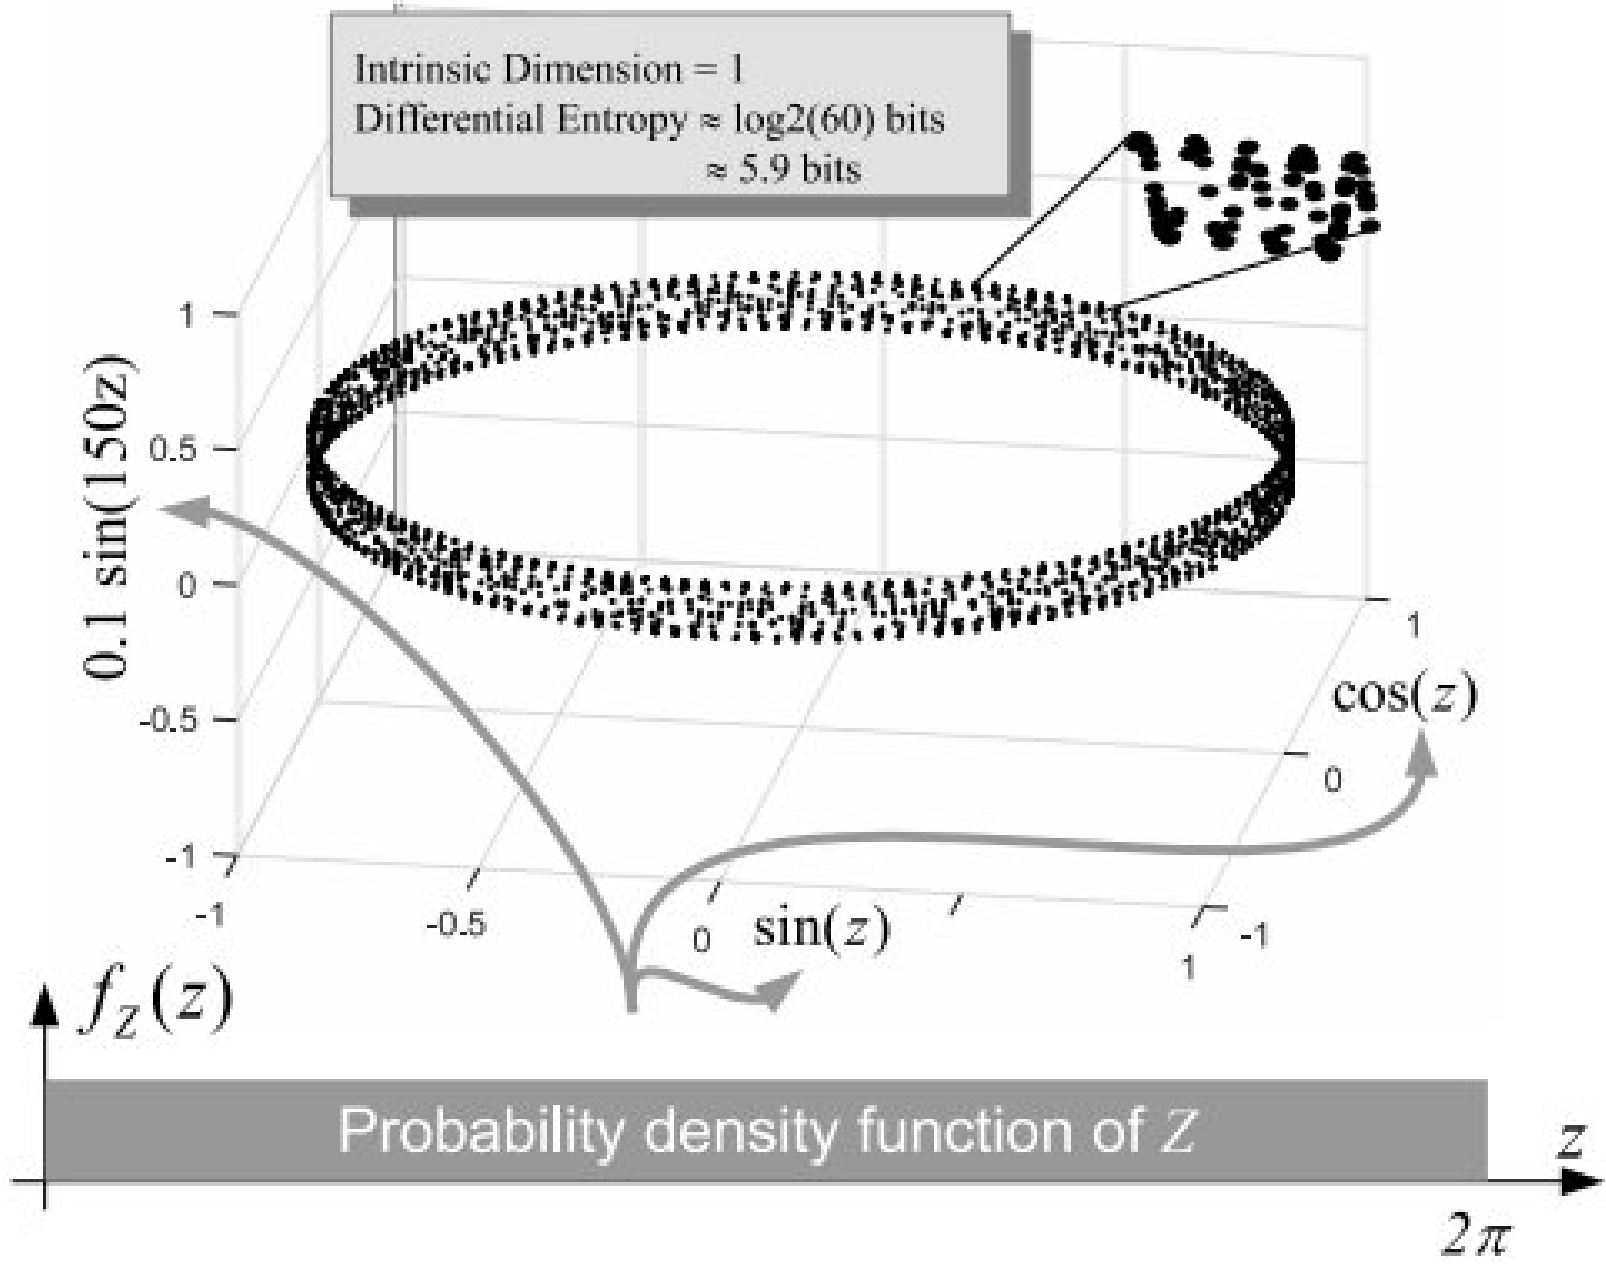 Intrinsic Dimension = 1
Differential Entropy ≈ log2(60) bits
≈ 5.9 bits
0.1 sin(150z)
1
0.5
0
-0.5
-1
-1
-0.5
0
1
sin(z)
-1
0
1
cos(z)
f_Z(z)
Probability density function of Z
z
2π